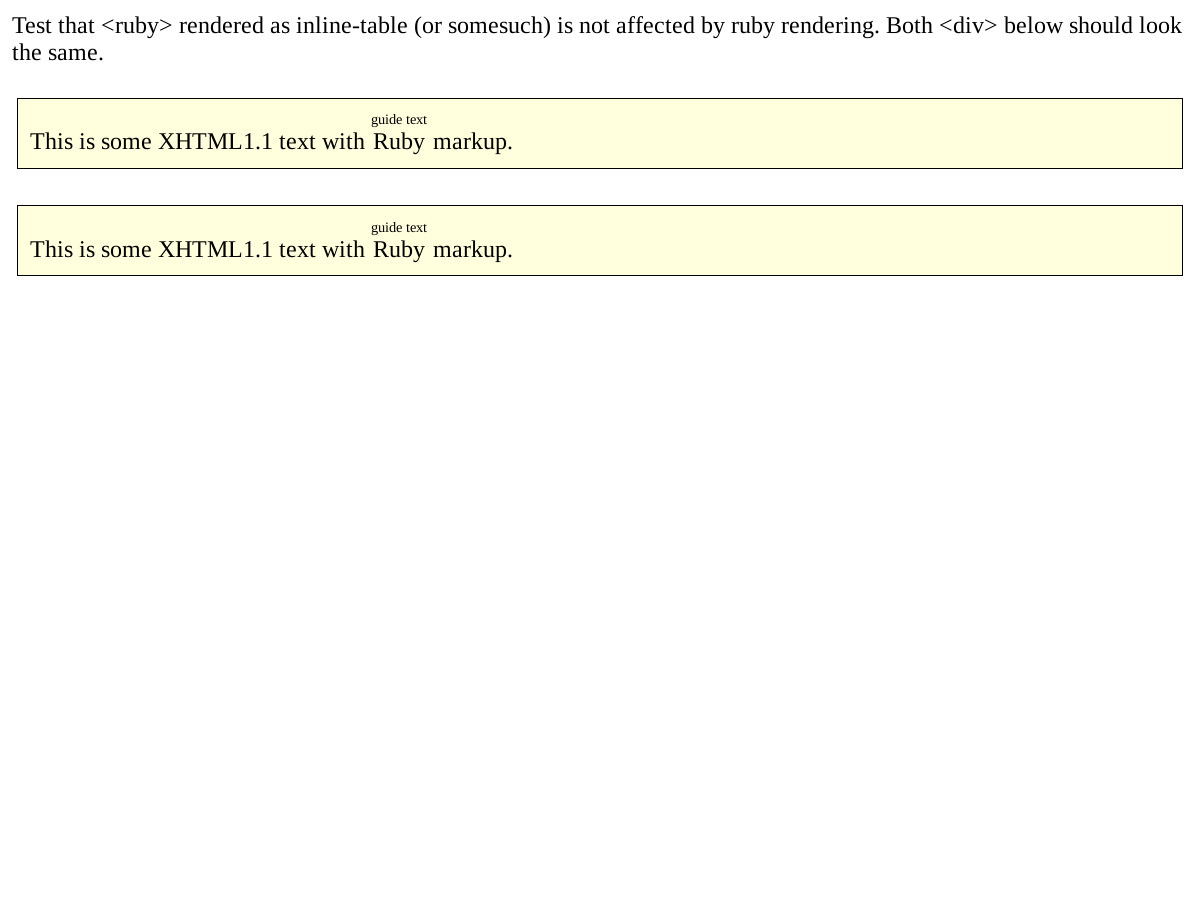 Test that <ruby> rendered as inline-table (or somesuch) is not affected by ruby rendering. Both <div> below should look
the same.
guide text
This is some XHTML1.1 text with Ruby markup.
guide text
This is some XHTML1.1 text with Ruby markup.